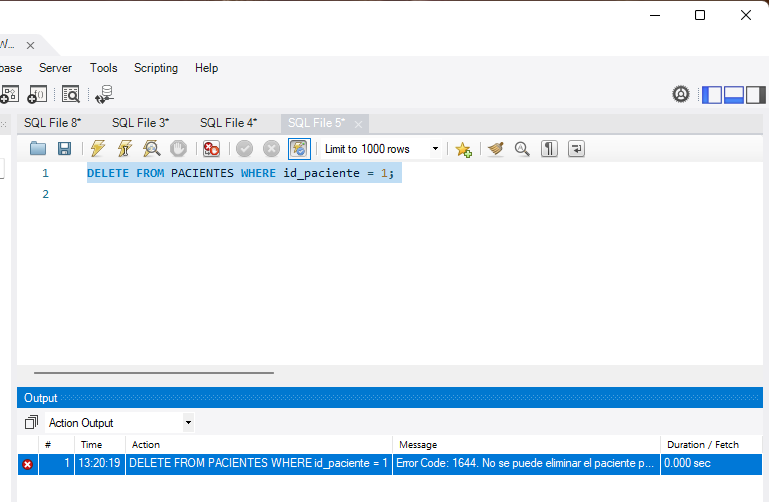 W...
base Server Tools Scripting Help
SQL File 8* SQL File 3* SQL File 4* SQL File 5*
Limit to 1000 rows
1 DELETE FROM PACIENTES WHERE id_paciente = 1;
2
Output
Action Output
# Time Action Message Duration / Fetch
1 13:20:19 DELETE FROM PACIENTES WHERE id_paciente = 1 Error Code: 1644. No se puede eliminar el paciente p... 0.000 sec